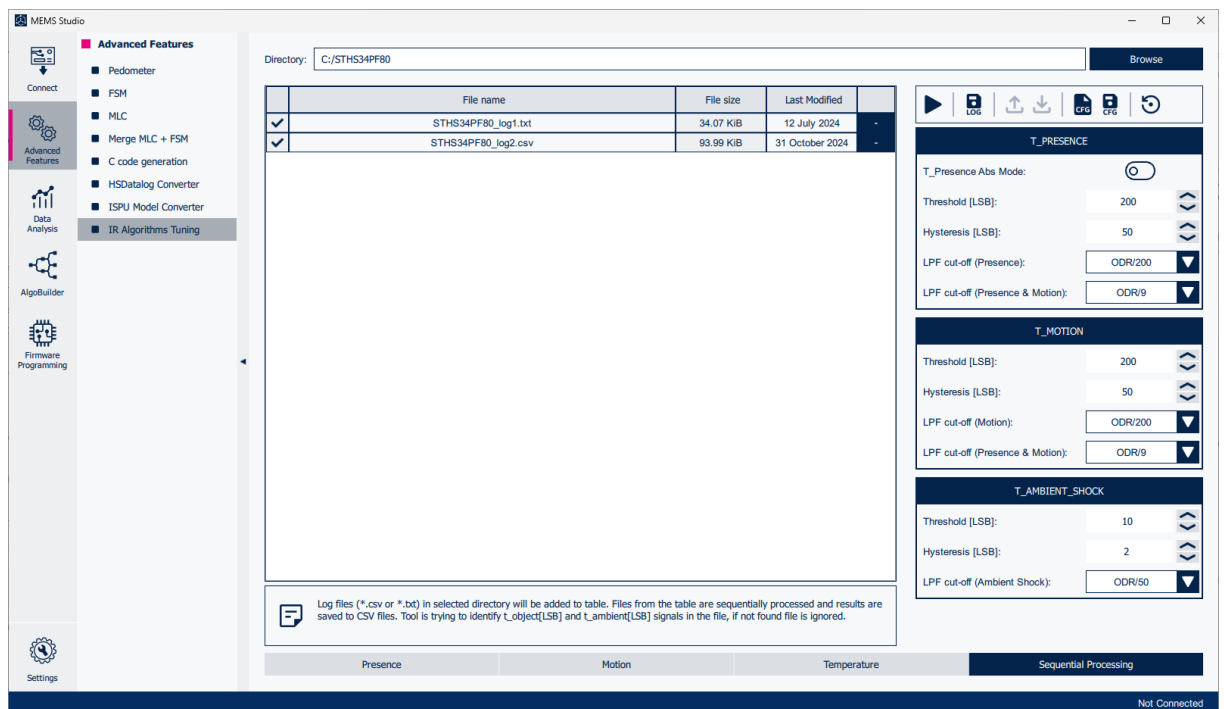 MEMS Studio
Connect
Advanced
Features
Data
Analysis
AlgoBuilder
Firmware
Programming
Settings
Advanced Features
Pedometer
FSM
MLC
Merge MLC + FSM
C code generation
HSDatalog Converter
ISPU Model Converter
IR Algorithms Tuning
Directory: C:/STHS34PF80 Browse
File name File size Last Modified
STHS34PF80_log1.txt 34.07 KiB 12 July 2024 -
STHS34PF80_log2.csv 93.99 KiB 31 October 2024 -
Log files (*.csv or *.txt) in selected directory will be added to table. Files from the table are sequentially processed and results are
saved to CSV files. Tool is trying to identify t_object[LSB] and t_ambient[LSB] signals in the file, if not found file is ignored.
LOG CFG CFG
T_PRESENCE
T_Presence Abs Mode:
Threshold [LSB]: 200
Hysteresis [LSB]: 50
LPF cut-off (Presence): ODR/200
LPF cut-off (Presence & Motion): ODR/9
T_MOTION
Threshold [LSB]: 200
Hysteresis [LSB]: 50
LPF cut-off (Motion): ODR/200
LPF cut-off (Presence & Motion): ODR/9
T_AMBIENT_SHOCK
Threshold [LSB]: 10
Hysteresis [LSB]: 2
LPF cut-off (Ambient Shock): ODR/50
Presence Motion Temperature Sequential Processing
Not Connected